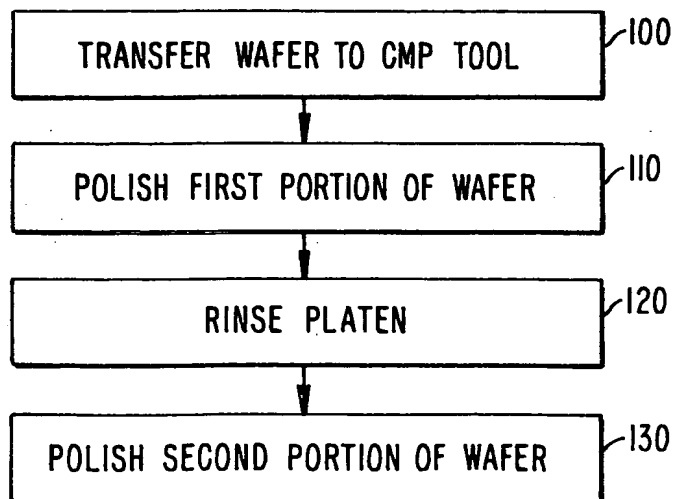 100
TRANSFER WAFER TO CMP TOOL
110
POLISH FIRST PORTION OF WAFER
120
RINSE PLATEN
130
POLISH SECOND PORTION OF WAFER